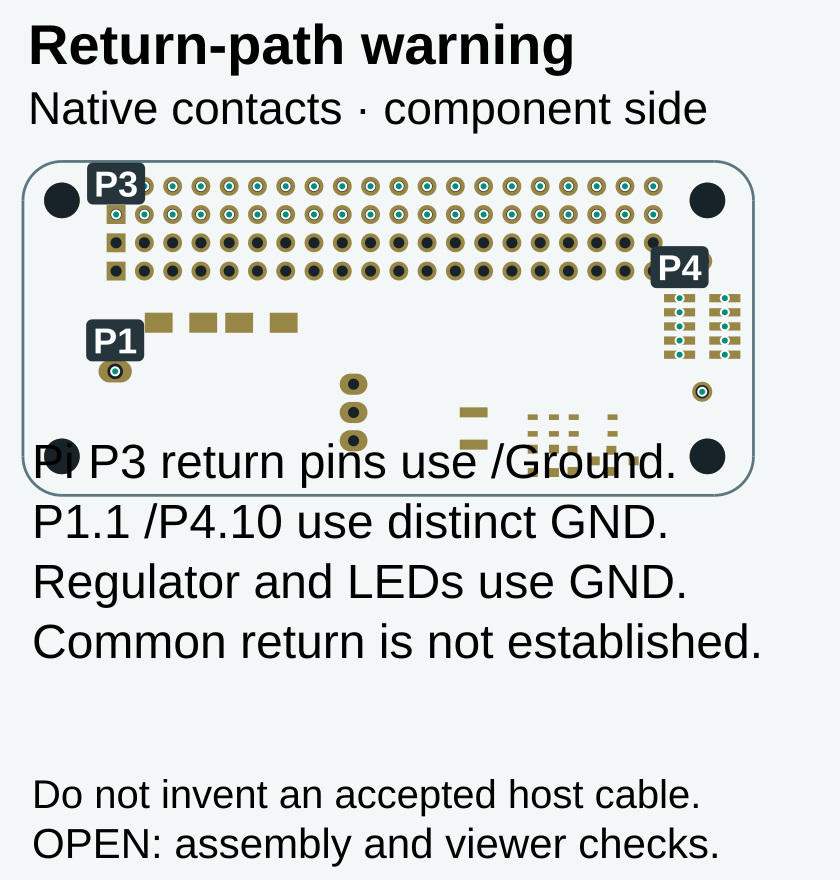 Return-path warning
Native contacts · component side
P3
P4
P1
Pi P3 return pins use /Ground.
P1.1 /P4.10 use distinct GND.
Regulator and LEDs use GND.
Common return is not established.
Do not invent an accepted host cable.
OPEN: assembly and viewer checks.